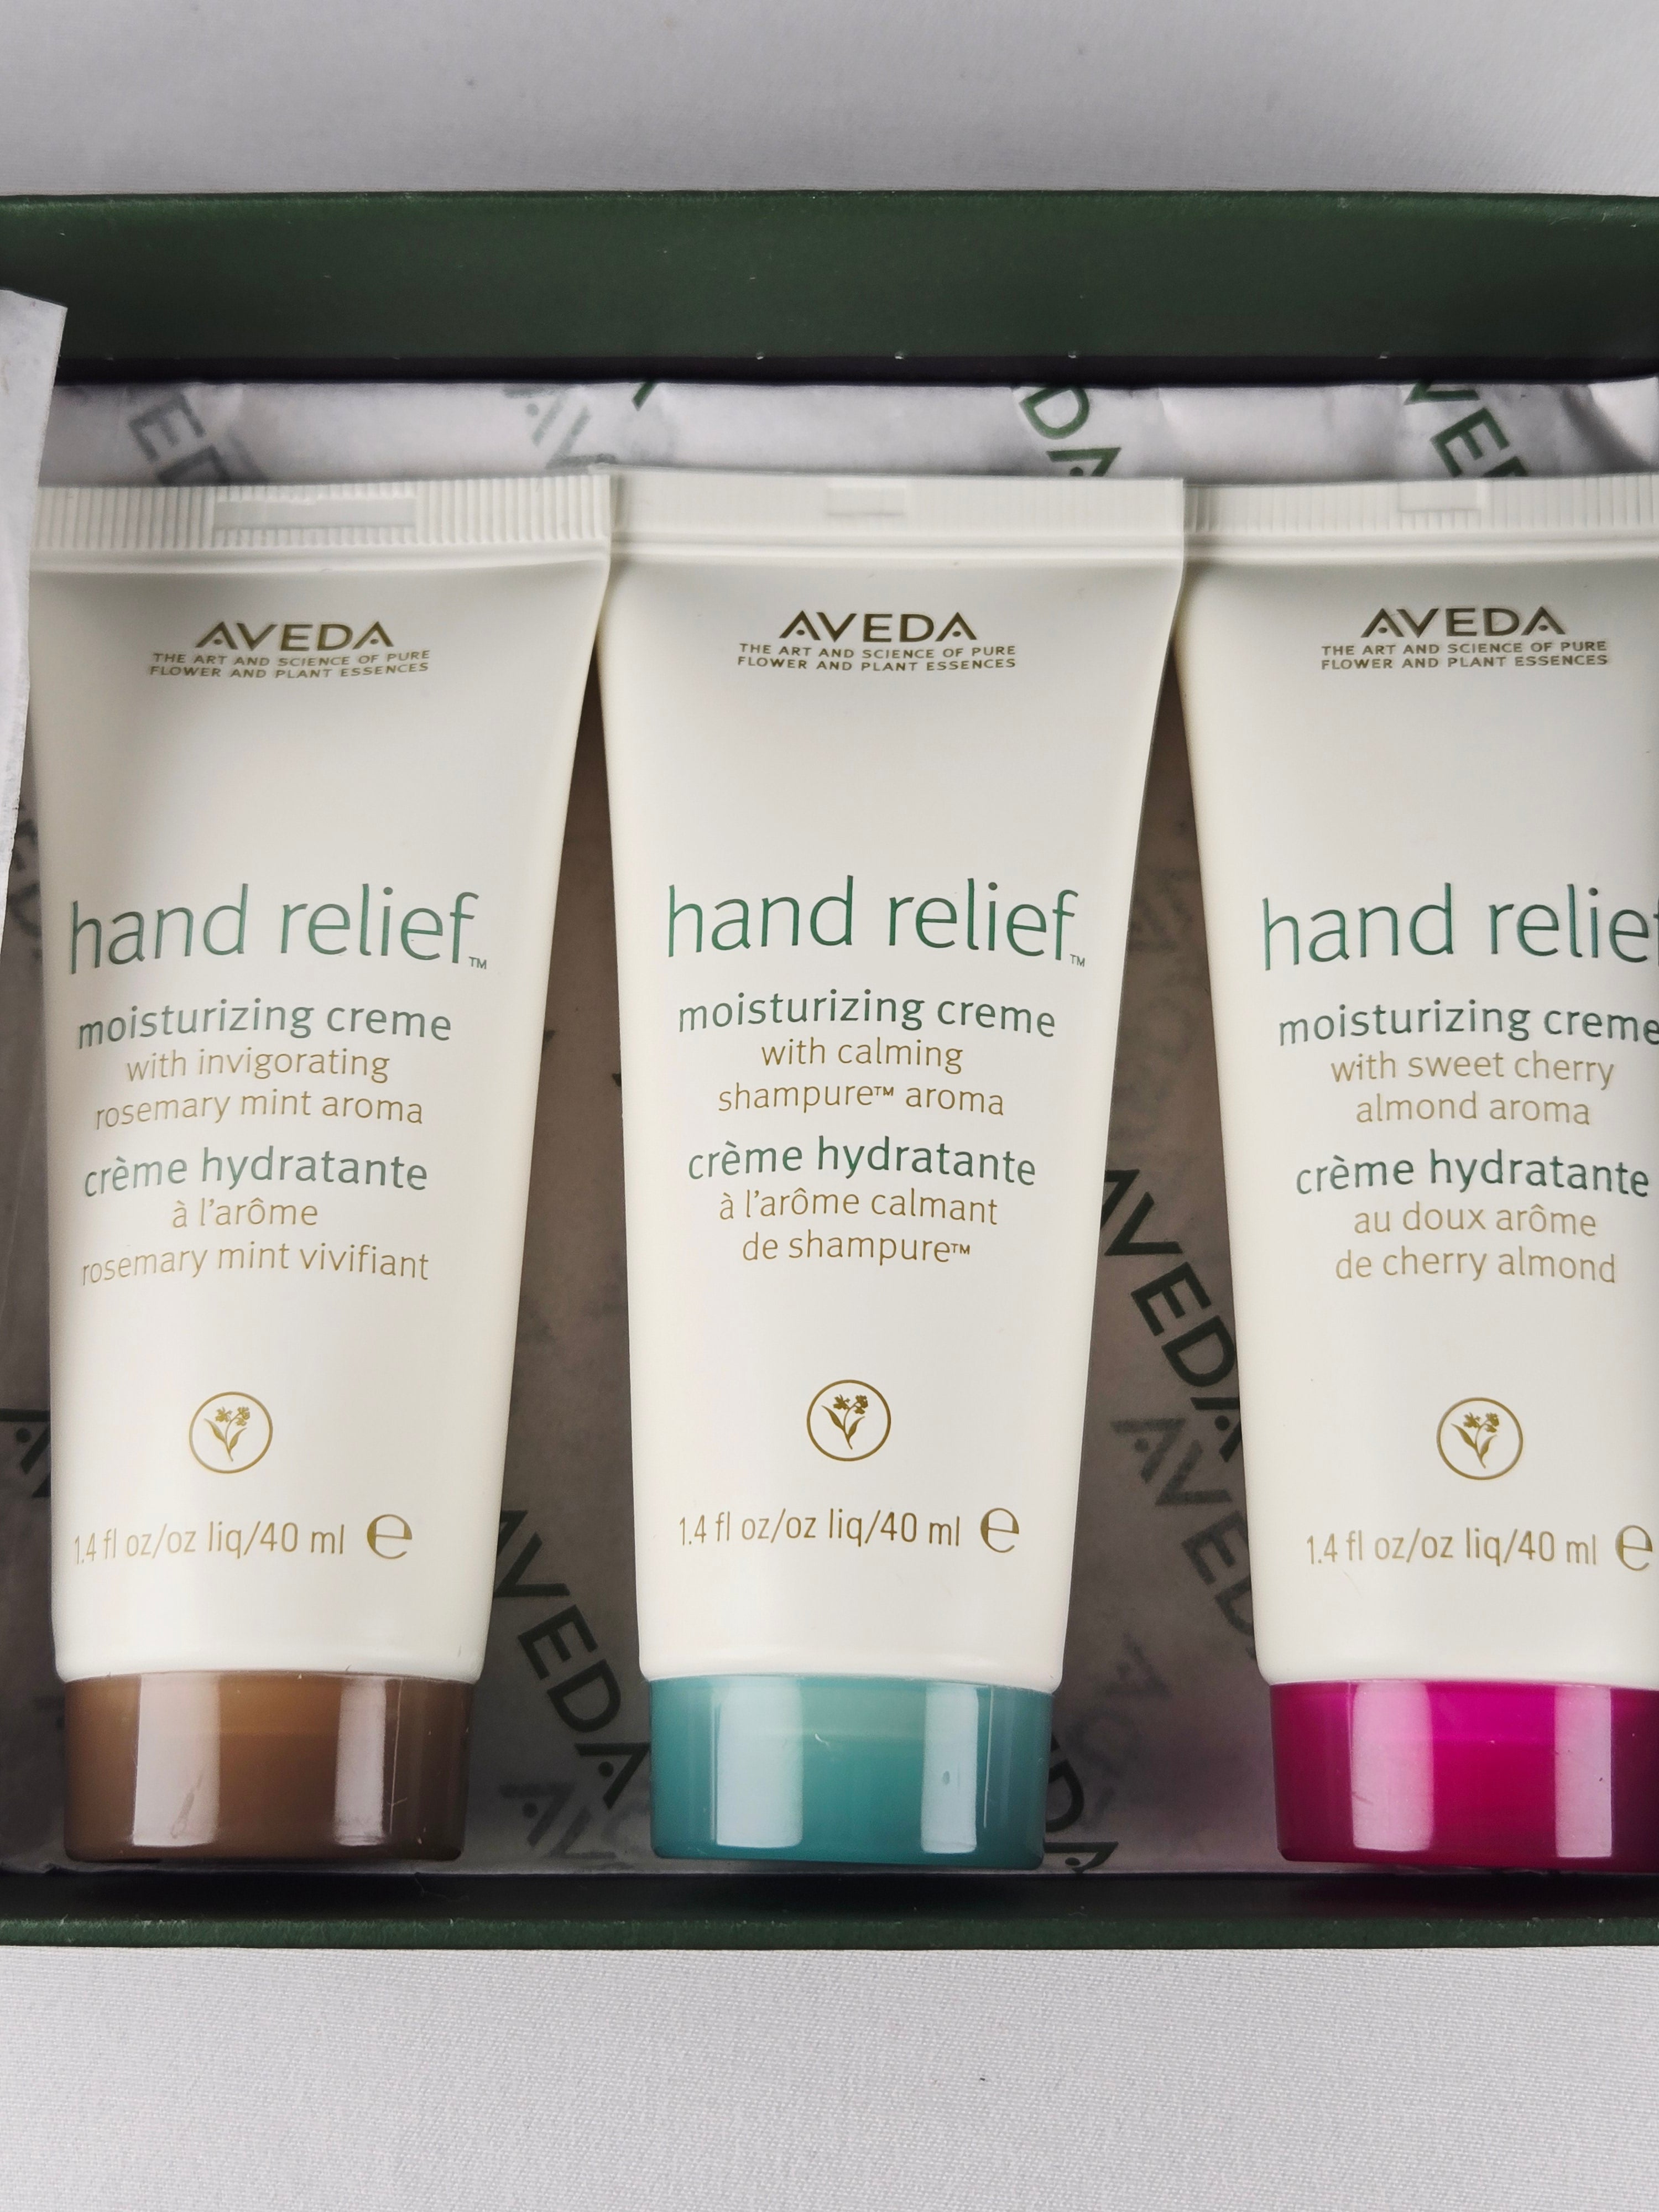 AVEDA
THE ART AND SCIENCE OF PURE
FLOWER AND PLANT ESSENCES
hand relief™
moisturizing creme
with invigorating
rosemary mint aroma
crème hydratante
à l'arôme
rosemary mint vivifiant
1.4 fl oz/oz liq/40 ml ℮
AVEDA
THE ART AND SCIENCE OF PURE
FLOWER AND PLANT ESSENCES
hand relief™
moisturizing creme
with calming
shampure™ aroma
crème hydratante
à l'arôme calmant
de shampure™
1.4 fl oz/oz liq/40 ml ℮
AVEDA
THE ART AND SCIENCE OF PURE
FLOWER AND PLANT ESSENCES
hand relief
moisturizing creme
with sweet cherry
almond aroma
crème hydratante
au doux arôme
de cherry almond
1.4 fl oz/oz liq/40 ml ℮
AVEDA
AVEDA
AVEDA